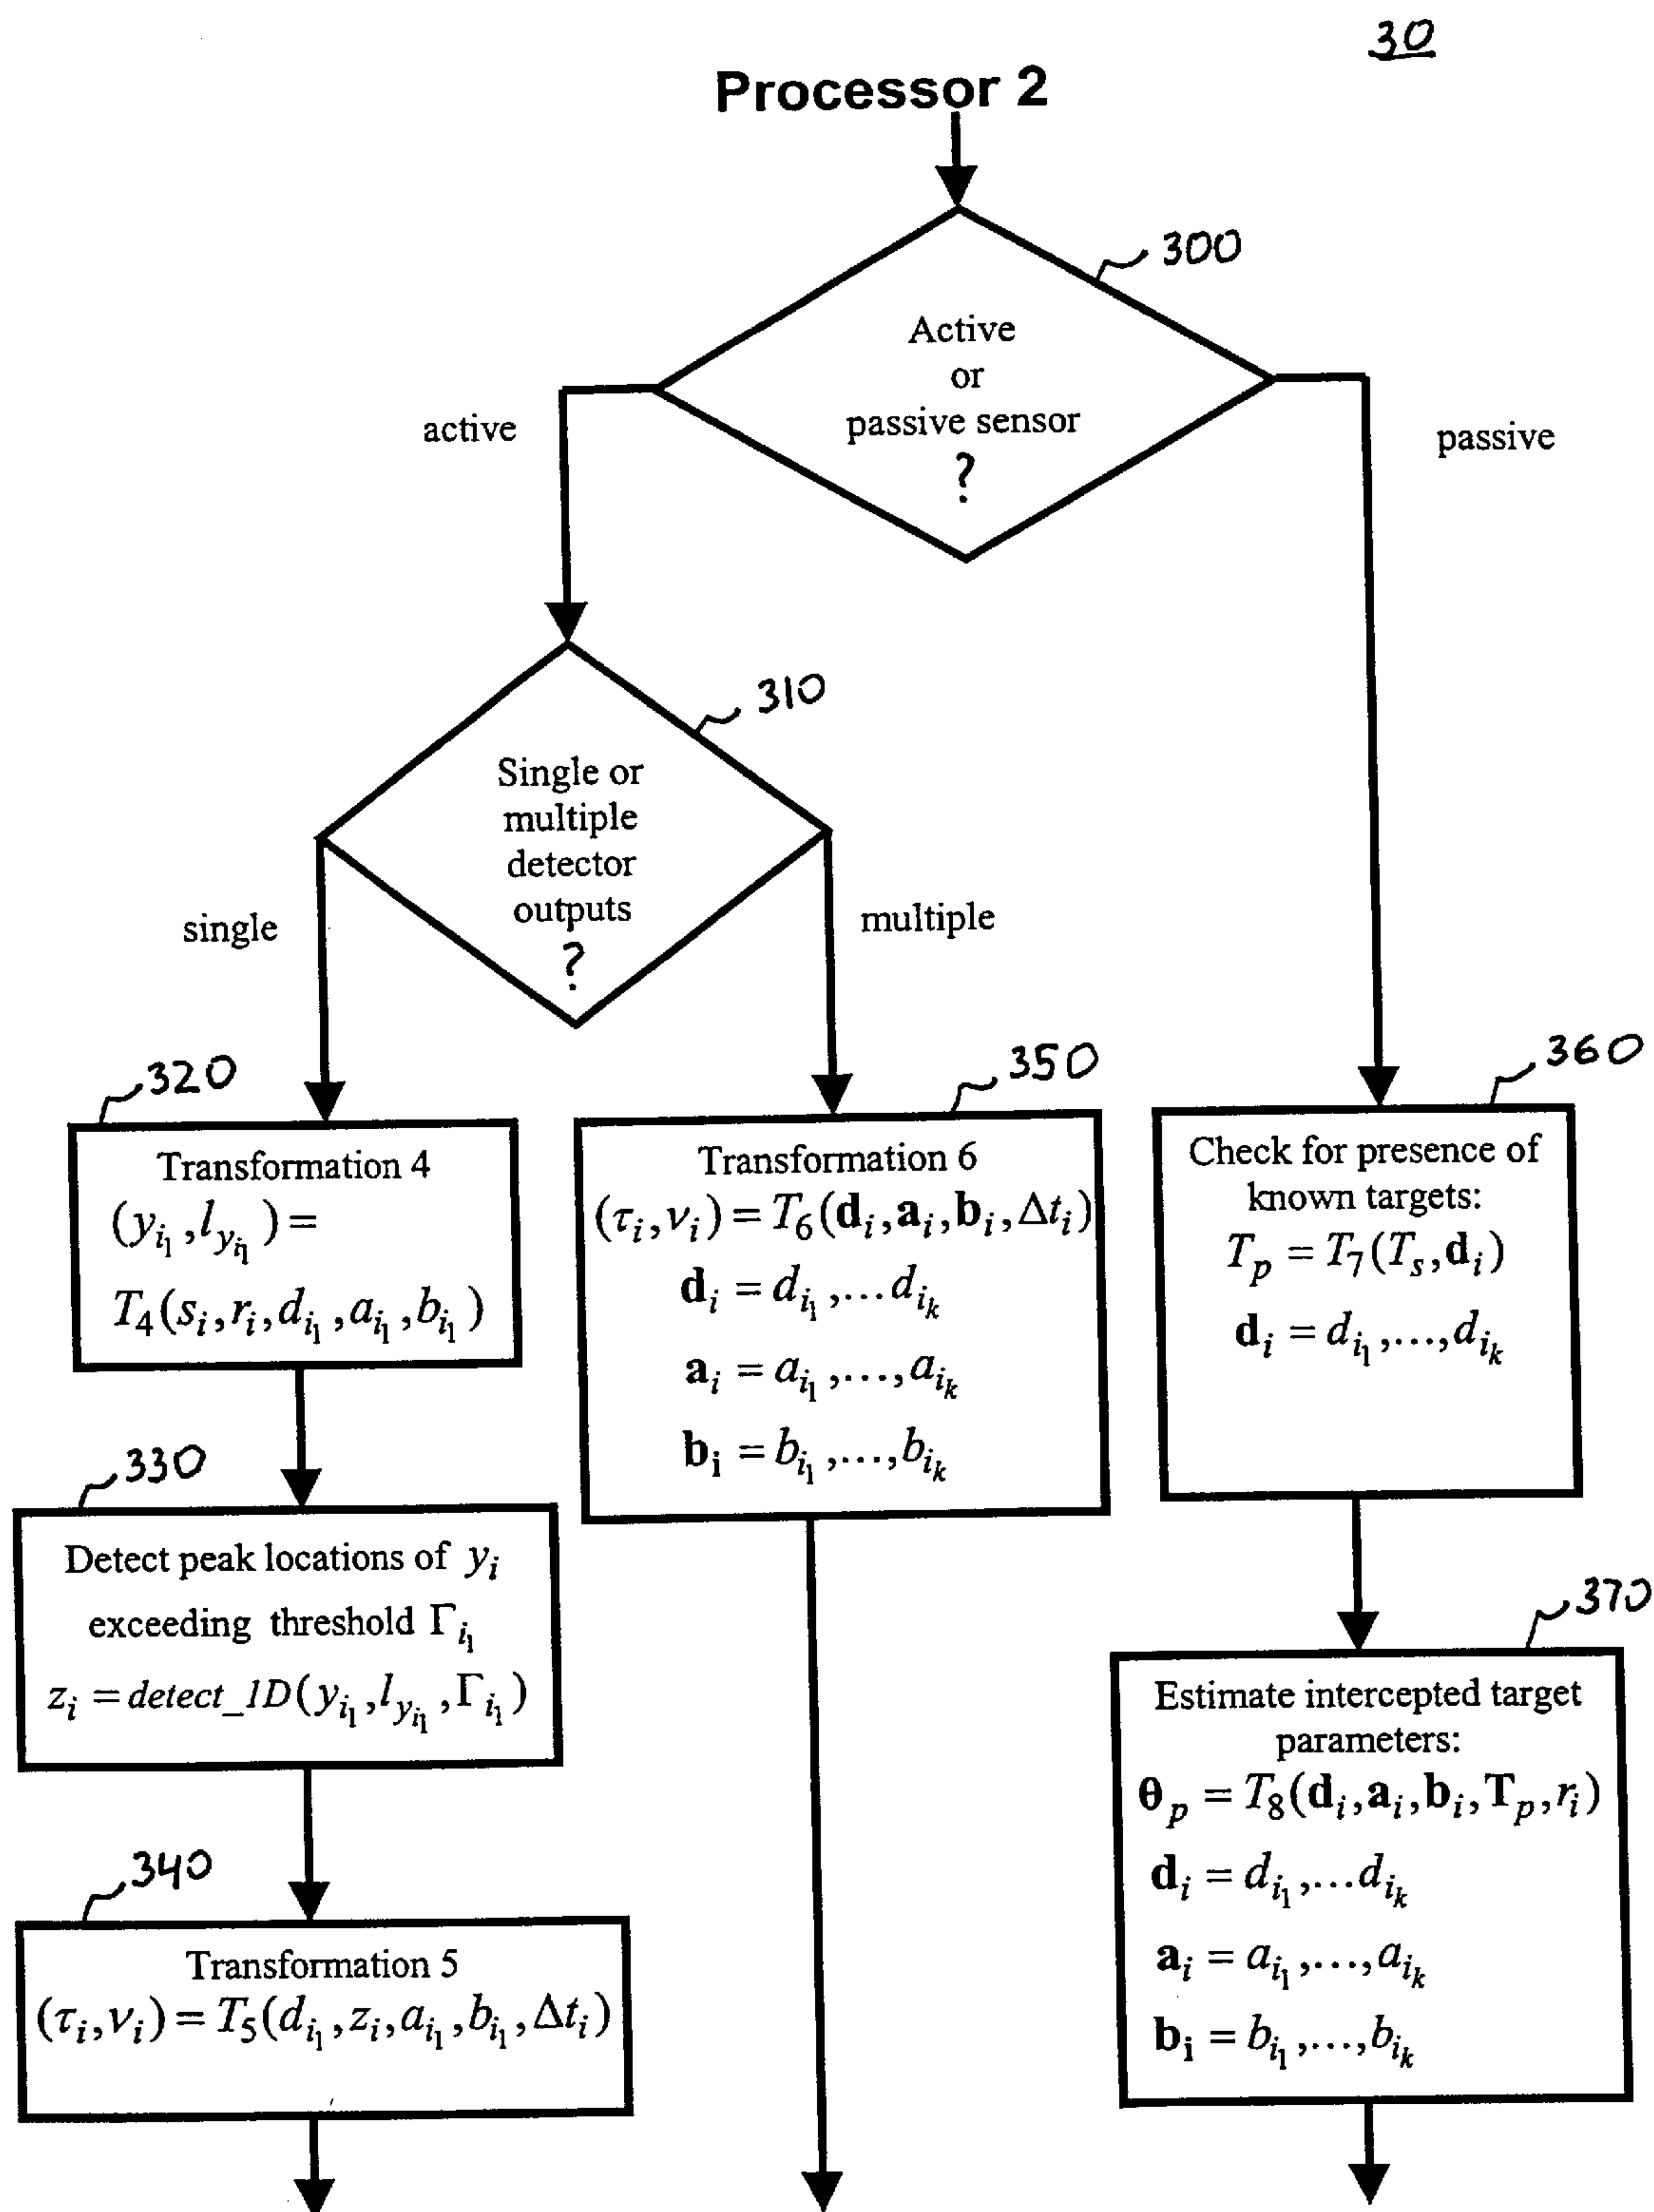 30
Processor 2
300
Active
or
passive sensor
?
active
passive
310
Single or
multiple
detector
outputs
?
single
multiple
320
Transformation 4
(y_{i_1}, l_{y_{i_1}}) =
T_4(s_i, r_i, d_{i_1}, a_{i_1}, b_{i_1})
330
Detect peak locations of y_i
exceeding threshold Γ_{i_1}
z_i = detect_1D(y_{i_1}, l_{y_{i_1}}, Γ_{i_1})
340
Transformation 5
(τ_i, ν_i) = T_5(d_{i_1}, z_i, a_{i_1}, b_{i_1}, Δt_i)
350
Transformation 6
(τ_i, ν_i) = T_6(d_i, a_i, b_i, Δt_i)
d_i = d_{i_1},...d_{i_k}
a_i = a_{i_1},...,a_{i_k}
b_i = b_{i_1},...,b_{i_k}
360
Check for presence of
known targets:
T_p = T_7(T_s, d_i)
d_i = d_{i_1},...,d_{i_k}
370
Estimate intercepted target
parameters:
θ_p = T_8(d_i, a_i, b_i, T_p, r_i)
d_i = d_{i_1},...d_{i_k}
a_i = a_{i_1},...,a_{i_k}
b_i = b_{i_1},...,b_{i_k}